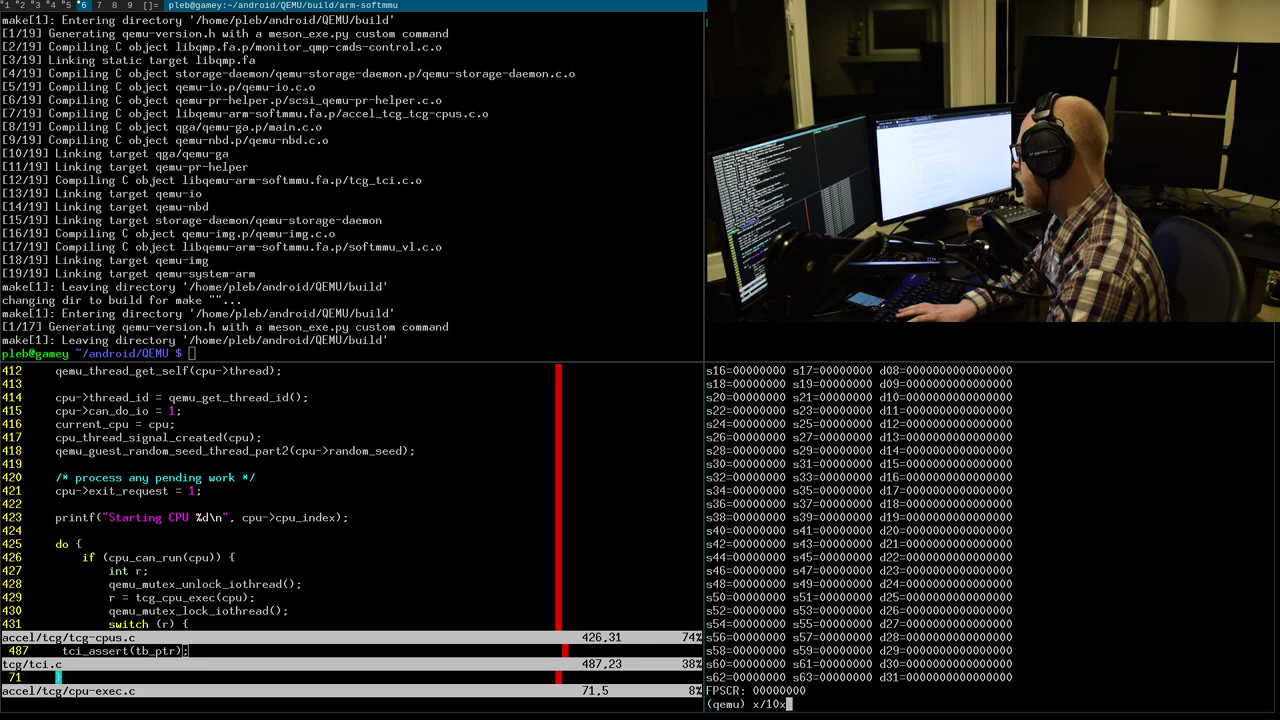 1 2 3 4 5 6 7 8 9 []= pleb@gamey:~/android/QEMU/build/arm-softmmu
make[1]: Entering directory '/home/pleb/android/QEMU/build'
[1/19] Generating qemu-version.h with a meson_exe.py custom command
[2/19] Compiling C object libqmp.fa.p/monitor_qmp-cmds-control.c.o
[3/19] Linking static target libqmp.fa
[4/19] Compiling C object storage-daemon/qemu-storage-daemon.p/qemu-storage-daemon.c.o
[5/19] Compiling C object qemu-io.p/qemu-io.c.o
[6/19] Compiling C object qemu-pr-helper.p/scsi_qemu-pr-helper.c.o
[7/19] Compiling C object libqemu-arm-softmmu.fa.p/accel_tcg_tcg-cpus.c.o
[8/19] Compiling C object qga/qemu-ga.p/main.c.o
[9/19] Compiling C object qemu-nbd.p/qemu-nbd.c.o
[10/19] Linking target qga/qemu-ga
[11/19] Linking target qemu-pr-helper
[12/19] Compiling C object libqemu-arm-softmmu.fa.p/tcg_tci.c.o
[13/19] Linking target qemu-io
[14/19] Linking target qemu-nbd
[15/19] Linking target storage-daemon/qemu-storage-daemon
[16/19] Compiling C object qemu-img.p/qemu-img.c.o
[17/19] Compiling C object libqemu-arm-softmmu.fa.p/softmmu_vl.c.o
[18/19] Linking target qemu-img
[19/19] Linking target qemu-system-arm
make[1]: Leaving directory '/home/pleb/android/QEMU/build'
changing dir to build for make ""...
make[1]: Entering directory '/home/pleb/android/QEMU/build'
[1/17] Generating qemu-version.h with a meson_exe.py custom command
make[1]: Leaving directory '/home/pleb/android/QEMU/build'
pleb@gamey ~/android/QEMU $
412 qemu_thread_get_self(cpu->thread);
413
414 cpu->thread_id = qemu_get_thread_id();
415 cpu->can_do_io = 1;
416 current_cpu = cpu;
417 cpu_thread_signal_created(cpu);
418 qemu_guest_random_seed_thread_part2(cpu->random_seed);
419
420 /* process any pending work */
421 cpu->exit_request = 1;
422
423 printf("Starting CPU %d\n", cpu->cpu_index);
424
425 do {
426 if (cpu_can_run(cpu)) {
427 int r;
428 qemu_mutex_unlock_iothread();
429 r = tcg_cpu_exec(cpu);
430 qemu_mutex_lock_iothread();
431 switch (r) {
accel/tcg/tcg-cpus.c 426,31 74%
487 tci_assert(tb_ptr);
tcg/tci.c 487,23 38%
71 }
accel/tcg/cpu-exec.c 71,5 8%
s16=00000000 s17=00000000 d08=0000000000000000
s18=00000000 s19=00000000 d09=0000000000000000
s20=00000000 s21=00000000 d10=0000000000000000
s22=00000000 s23=00000000 d11=0000000000000000
s24=00000000 s25=00000000 d12=0000000000000000
s26=00000000 s27=00000000 d13=0000000000000000
s28=00000000 s29=00000000 d14=0000000000000000
s30=00000000 s31=00000000 d15=0000000000000000
s32=00000000 s33=00000000 d16=0000000000000000
s34=00000000 s35=00000000 d17=0000000000000000
s36=00000000 s37=00000000 d18=0000000000000000
s38=00000000 s39=00000000 d19=0000000000000000
s40=00000000 s41=00000000 d20=0000000000000000
s42=00000000 s43=00000000 d21=0000000000000000
s44=00000000 s45=00000000 d22=0000000000000000
s46=00000000 s47=00000000 d23=0000000000000000
s48=00000000 s49=00000000 d24=0000000000000000
s50=00000000 s51=00000000 d25=0000000000000000
s52=00000000 s53=00000000 d26=0000000000000000
s54=00000000 s55=00000000 d27=0000000000000000
s56=00000000 s57=00000000 d28=0000000000000000
s58=00000000 s59=00000000 d29=0000000000000000
s60=00000000 s61=00000000 d30=0000000000000000
s62=00000000 s63=00000000 d31=0000000000000000
FPSCR: 00000000
(qemu) x/10x